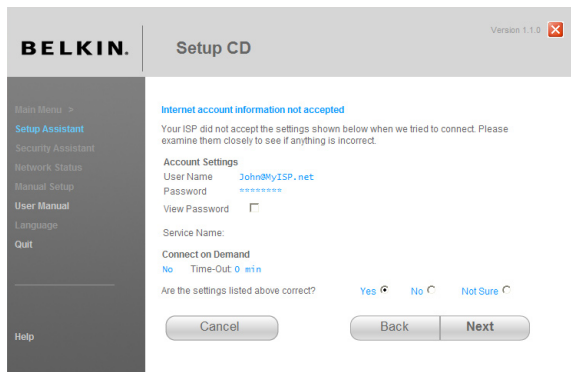 Version 1.1.0
BELKIN.
Setup CD
Main Menu >
Setup Assistant
Security Assistant
Network Status
Manual Setup
User Manual
Language
Quit
Help
Internet account information not accepted
Your ISP did not accept the settings shown below when we tried to connect. Please
examine them closely to see if anything is incorrect.
Account Settings
User Name John@MyISP.net
Password ********
View Password
Service Name:
Connect on Demand
No Time-Out: 0 min
Are the settings listed above correct? Yes No Not Sure
Cancel Back Next